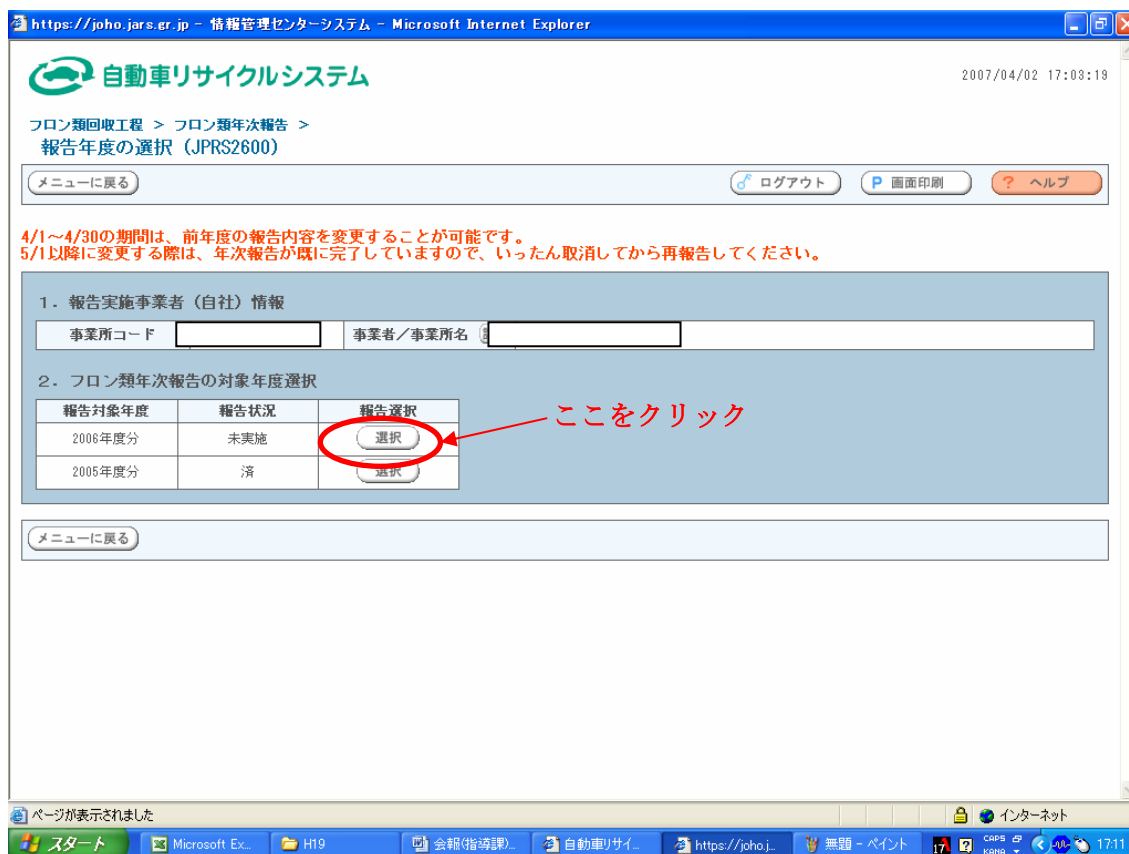 https://joho.jars.gr.jp - 情報管理センターシステム - Microsoft Internet Explorer
自動車リサイクルシステム
2007/04/02 17:03:19
フロン類回収工程 > フロン類年次報告 >
報告年度の選択 (JPRS2600)
メニューに戻る
ログアウト
P 画面印刷
? ヘルプ
4/1～4/30の期間は、前年度の報告内容を変更することが可能です。
5/1以降に変更する際は、年次報告が既に完了していますので、いったん取消してから再報告してください。
1. 報告実施事業者（自社）情報
事業所コード
事業者／事業所名
2. フロン類年次報告の対象年度選択
報告対象年度 報告状況 報告選択
2006年度分 未実施 選択
ここをクリック
2005年度分 済 選択
メニューに戻る
ページが表示されました
インターネット
スタート
Microsoft Ex...
H19
会報(指導課)...
自動車リサイ...
https://joho.j...
無題 - ペイント
17
?
CAPS
KANA
17:11